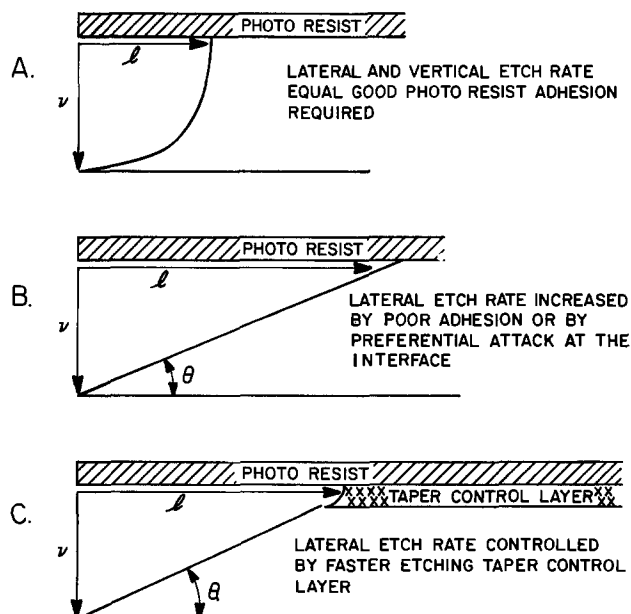 PHOTO RESIST
A.
ℓ
LATERAL AND VERTICAL ETCH RATE
EQUAL GOOD PHOTO RESIST ADHESION
REQUIRED
ν
PHOTO RESIST
B.
ℓ
LATERAL ETCH RATE INCREASED
BY POOR ADHESION OR BY
PREFERENTIAL ATTACK AT THE
INTERFACE
ν
θ
PHOTO RESIST
C.
ℓ
XXXX TAPER CONTROL LAYER XX
LATERAL ETCH RATE CONTROLLED
BY FASTER ETCHING TAPER CONTROL
LAYER
ν
θ